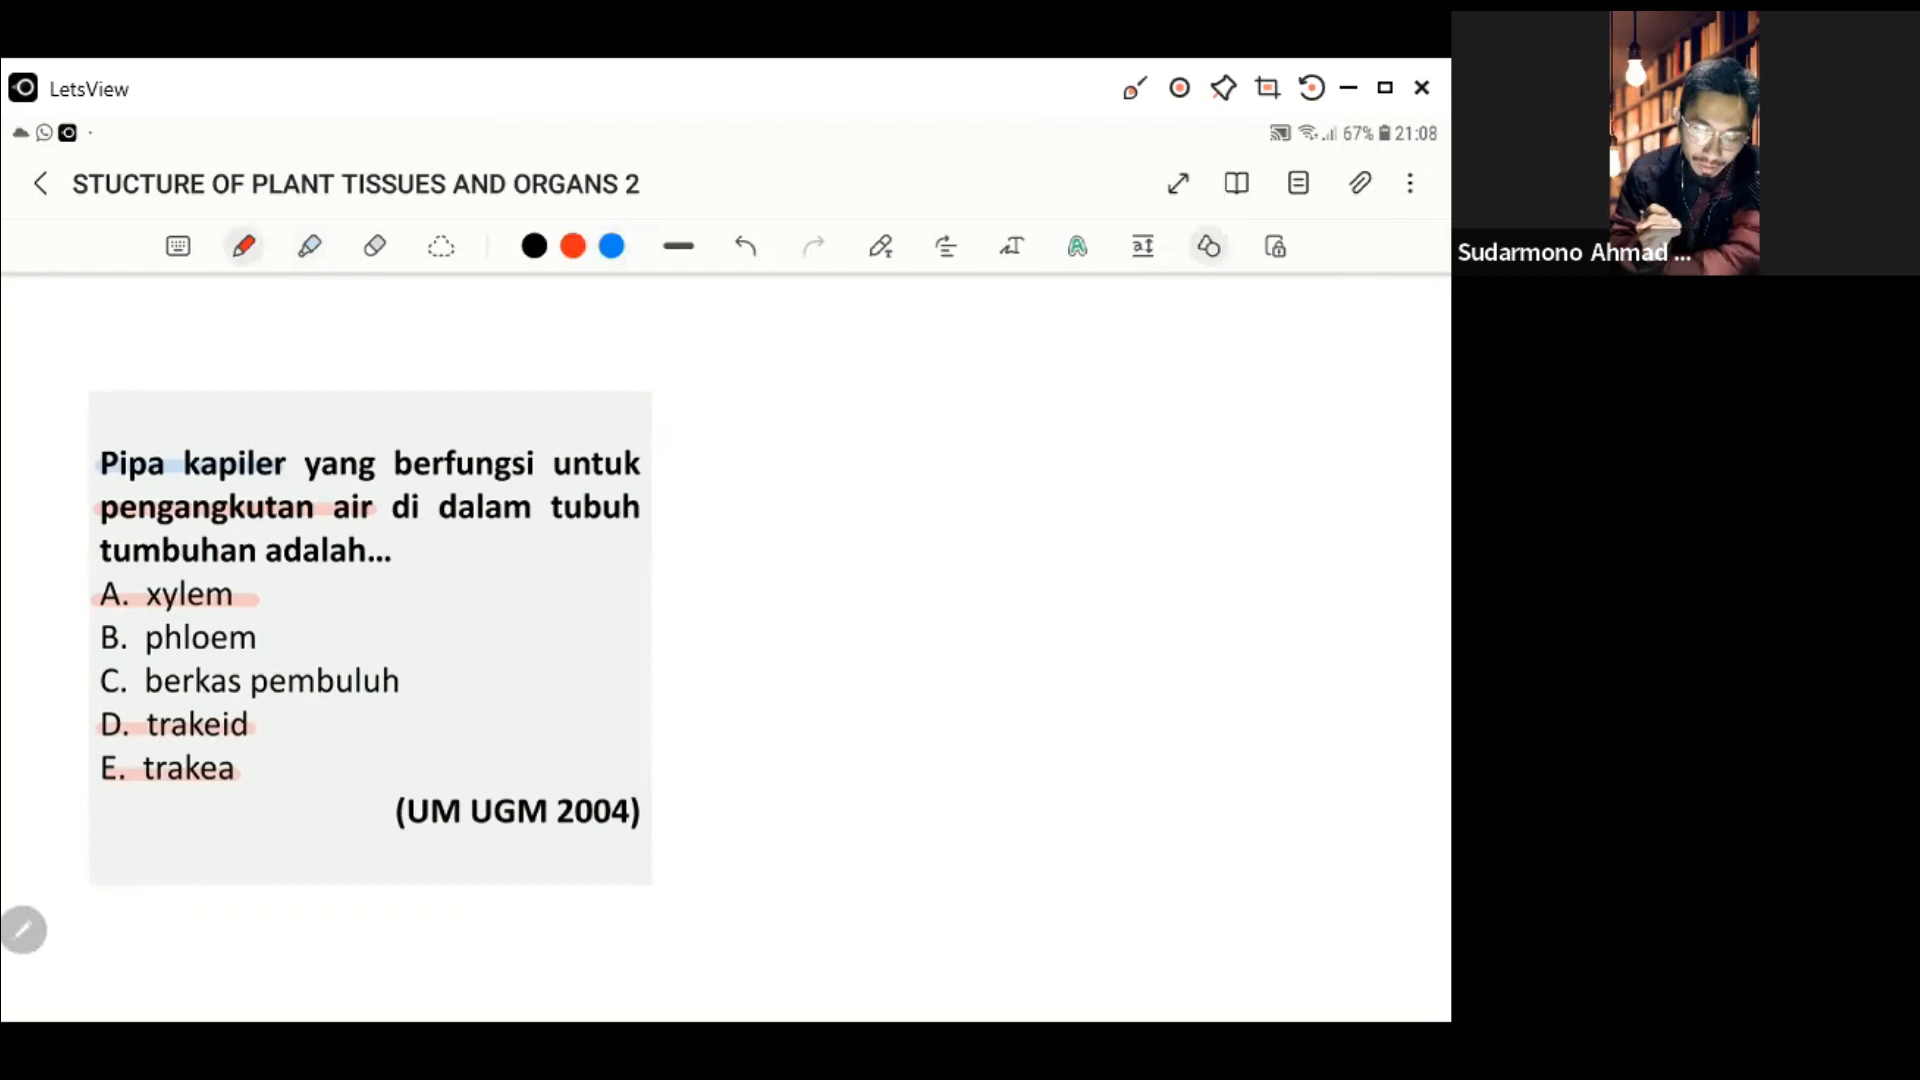 LetsView
67% 21:08
STUCTURE OF PLANT TISSUES AND ORGANS 2
Pipa kapiler yang berfungsi untuk
pengangkutan air di dalam tubuh
tumbuhan adalah...
A. xylem
B. phloem
C. berkas pembuluh
D. trakeid
E. trakea
(UM UGM 2004)
Sudarmono Ahmad ...